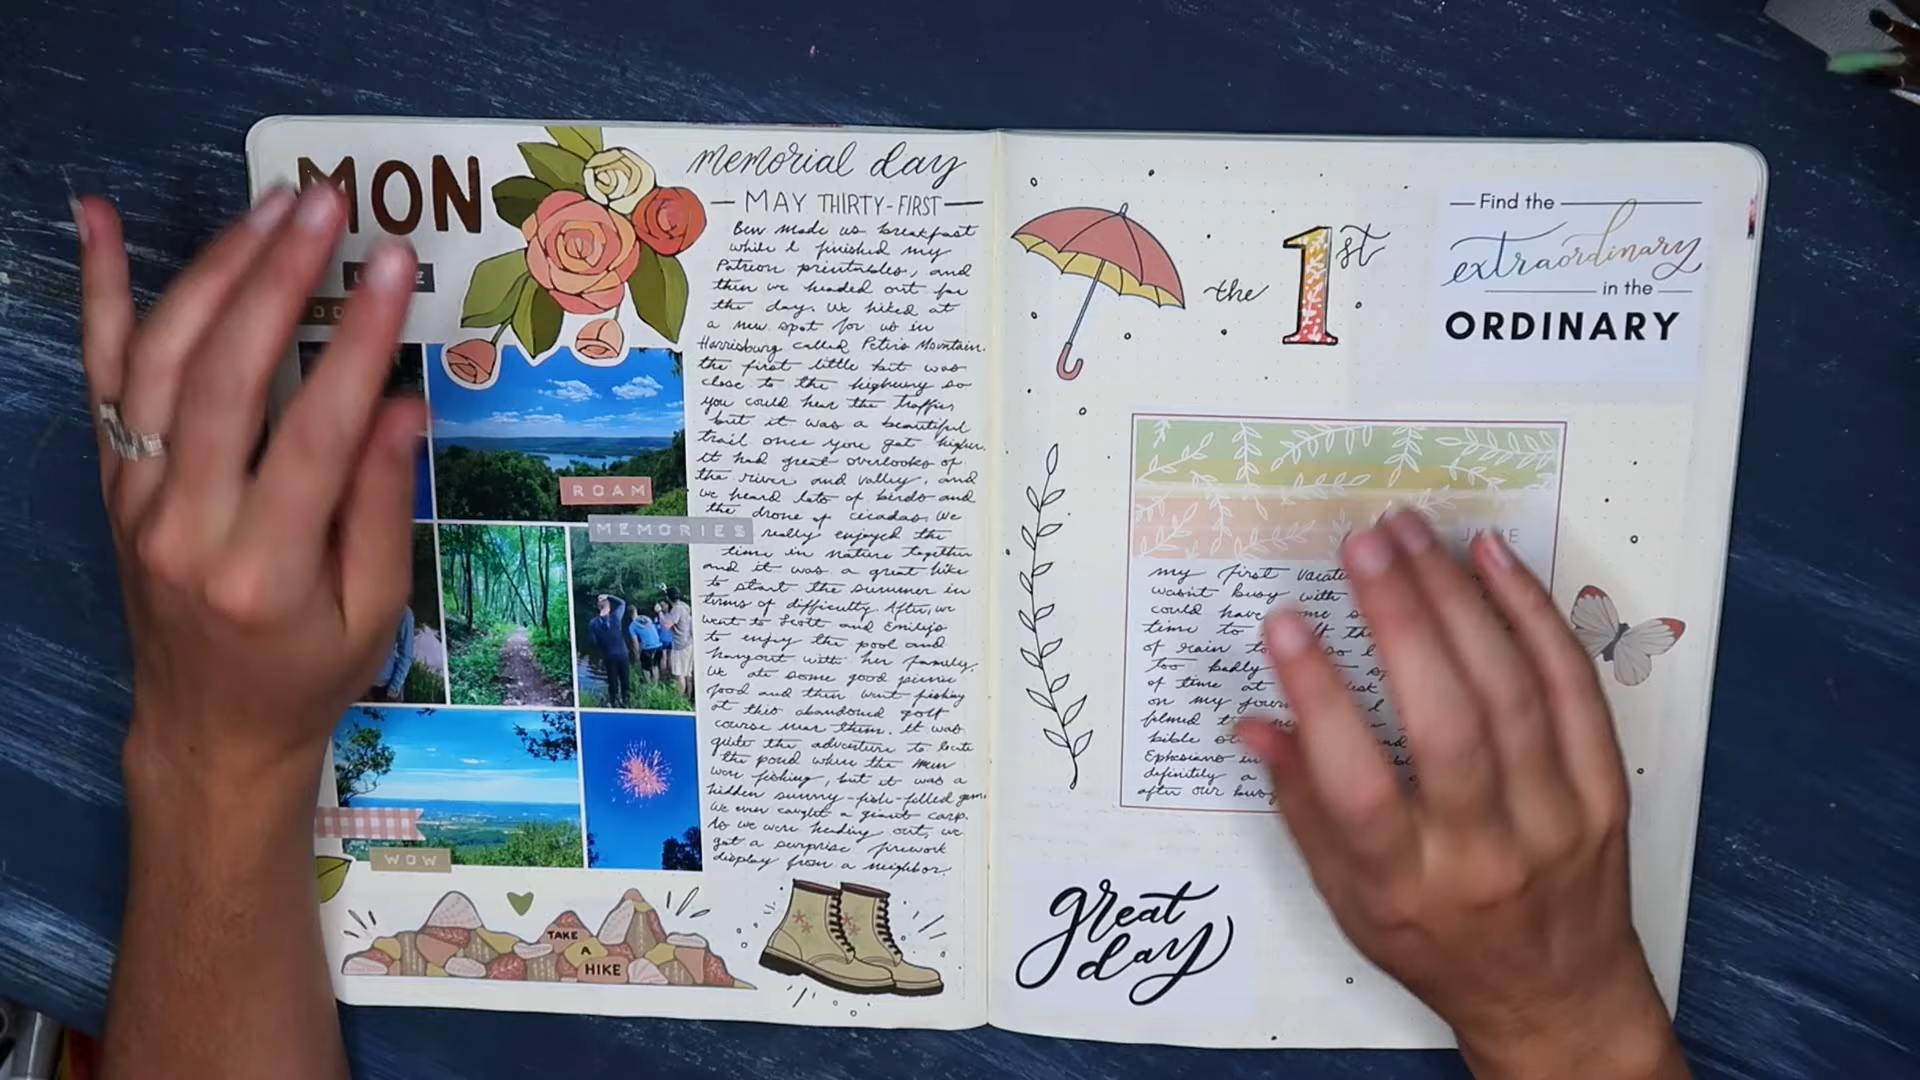 MON
memorial day
— MAY THIRTY-FIRST —
Ben made us breakfast
while I finished my
Patreon printables, and
then we headed out for
the day. We hiked at
a new spot for us in
Harrisburg called Peter's Mountain.
the first little bit was
close to the highway so
you could hear the traffic,
but it was a beautiful
trail once you got higher.
it had great overlooks of
the river and valley, and
we heard lots of birds and
the drone of cicadas. We
really enjoyed the
time in nature together
and it was a great hike
to start the summer in
terms of difficulty. After, we
went to Scott and Emily's
to enjoy the pool and
hangout with her family.
We ate some good picnic
food and then went fishing
at this abandoned golf
course near them. It was
quite the adventure to locate
the pond where the men
were fishing, but it was a
hidden sunny-fish-filled gem.
We even caught a giant carp.
As we were heading out, we
got a surprise firework
display from a neighbor.
ROAM
MEMORIES
WOW
TAKE
A
HIKE
the 1st
Find the
extraordinary
in the
ORDINARY
JUNE
my first
wasn't busy with
could have
time to
of rain
too badly
of time at desk
on my
filmed
bible
Ephesians in
definitely a
after our busy
great
day